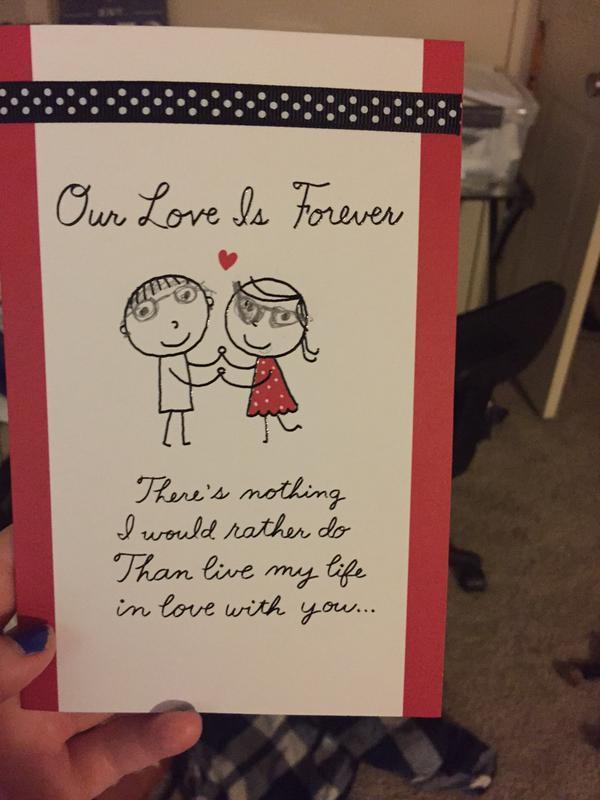 Our Love Is Forever
There's nothing
I would rather do
Than live my life
in love with you...